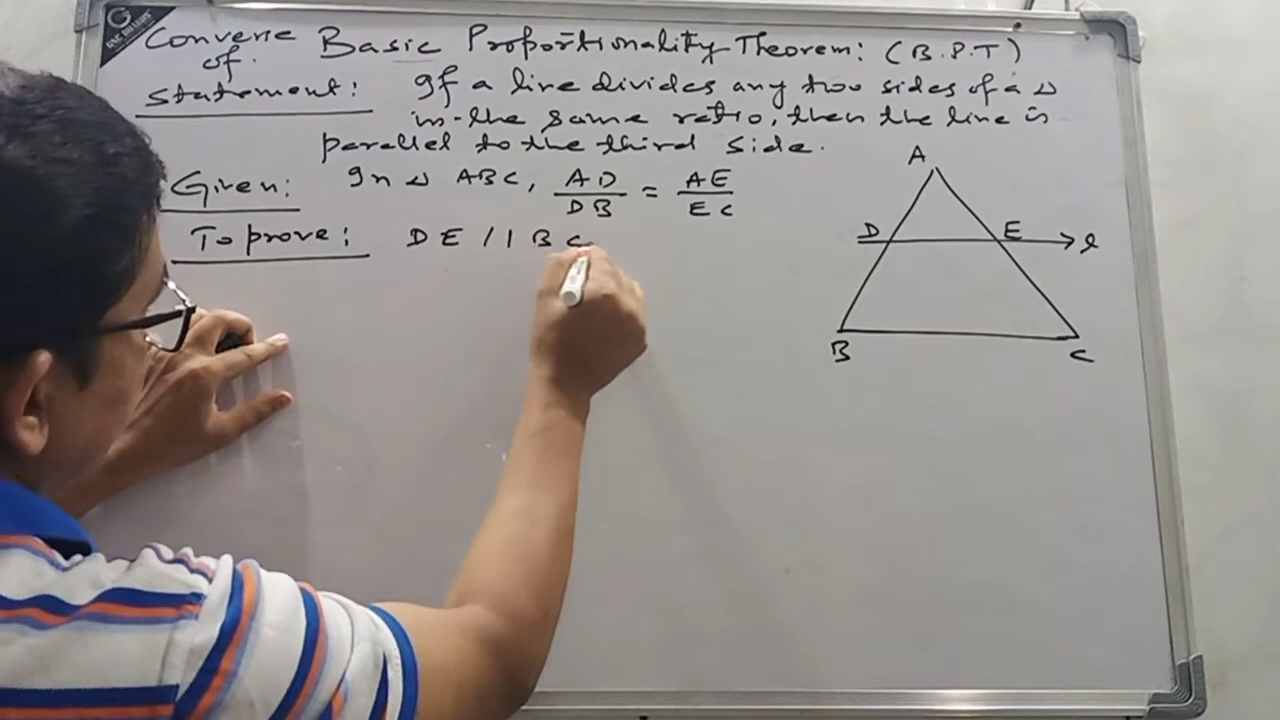 Converse Basic Proportionality Theorem: (B.P.T)
of.
Statement: If a line divides any two sides of a Δ
in the same ratio, then the line is
parallel to the third side.
Given: In Δ ABC, AD/DB = AE/EC
To prove: DE // BC
A
D E l
B C